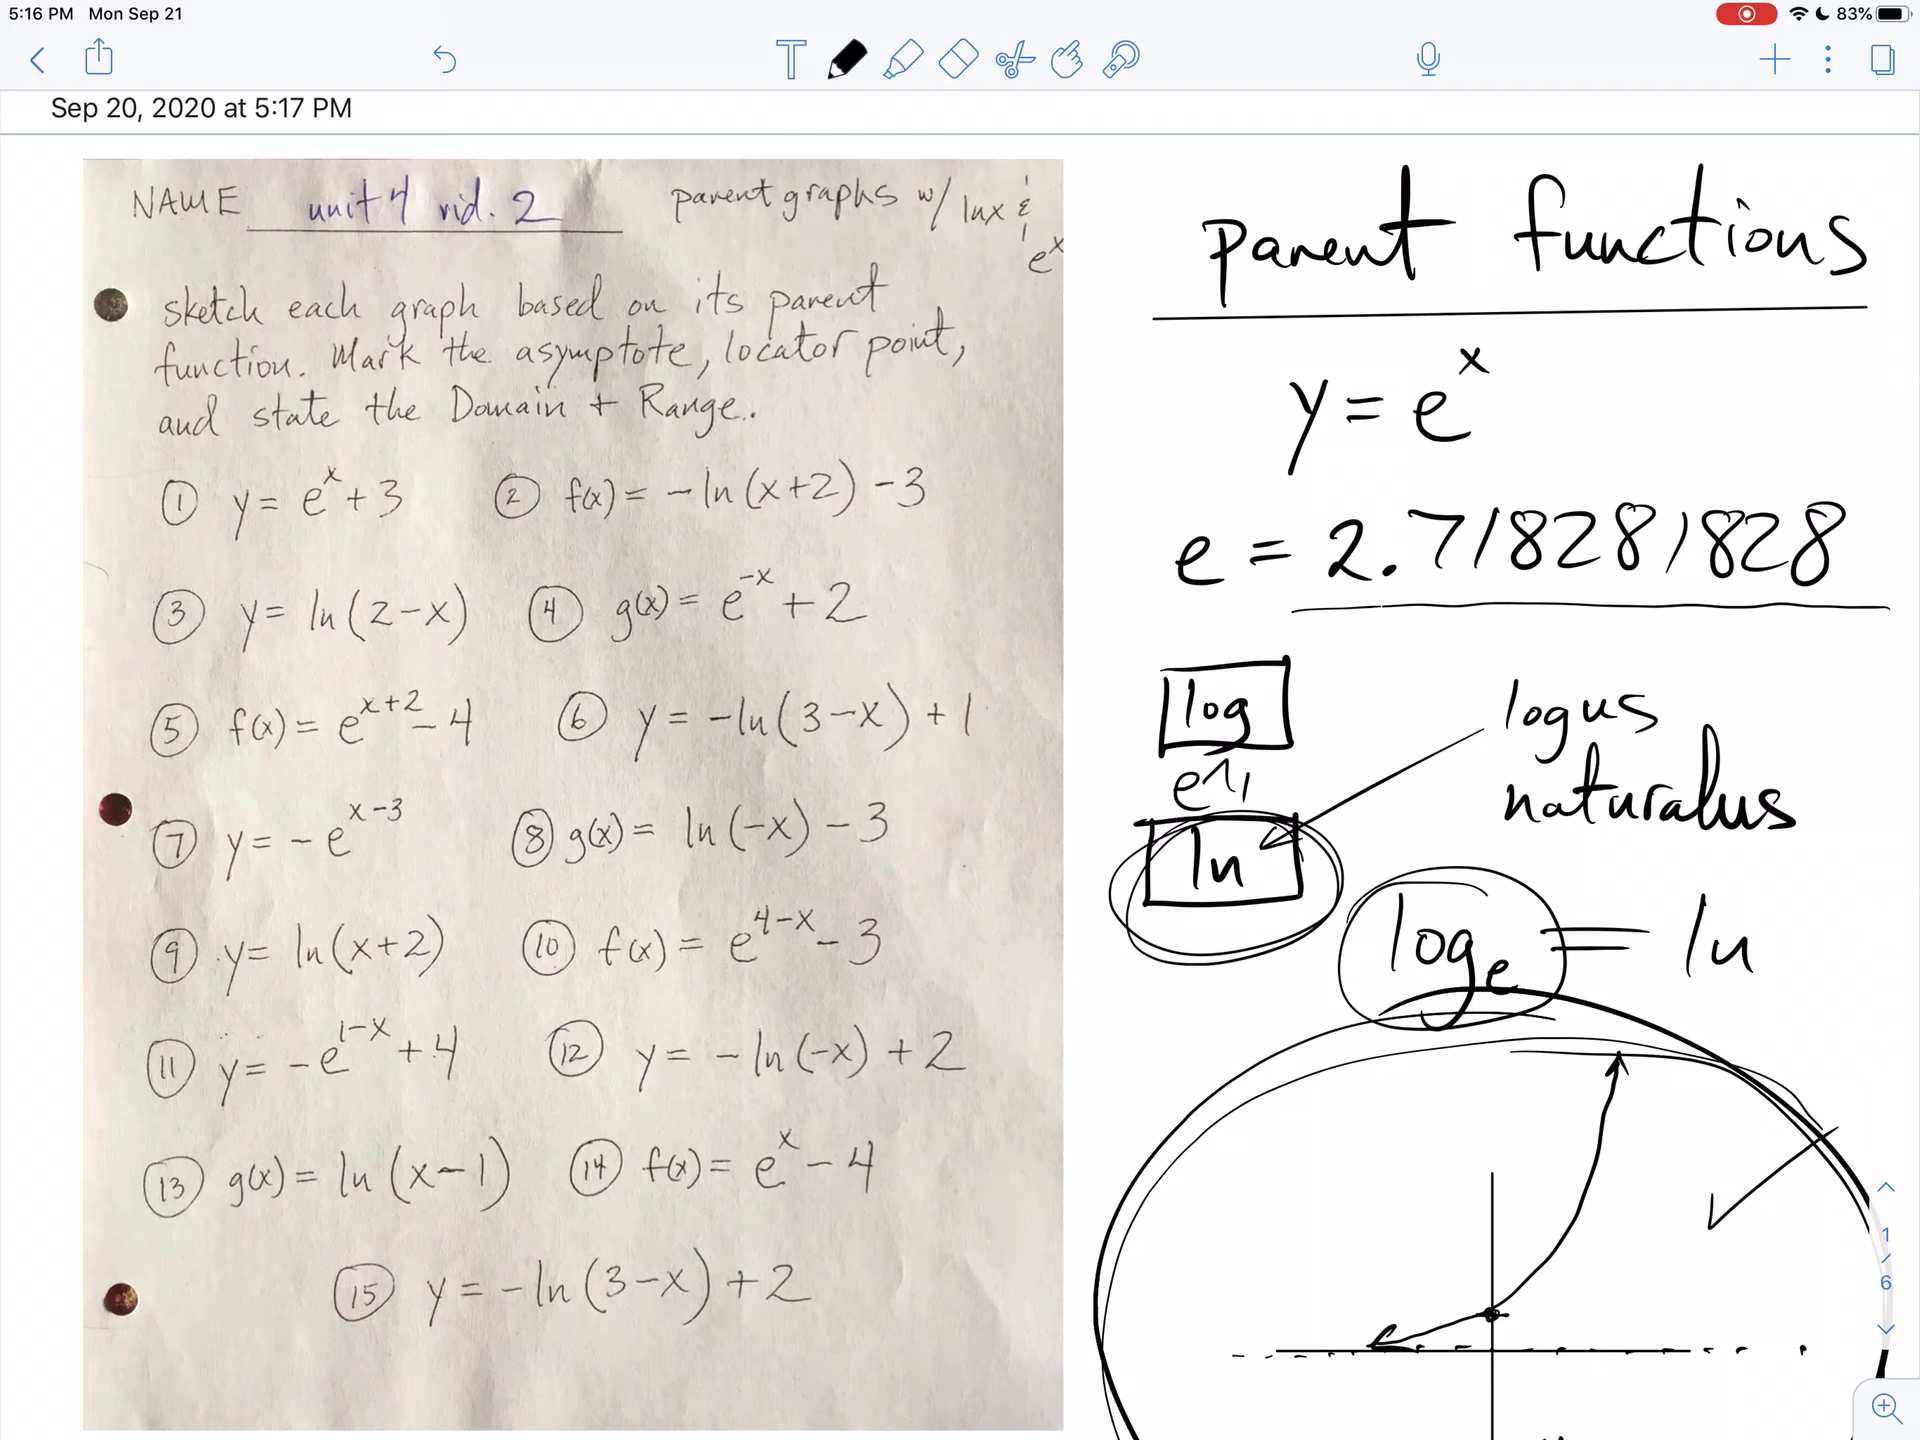 5:16 PM Mon Sep 21
83%
T
Sep 20, 2020 at 5:17 PM
NAME unit 4 vid. 2 parent graphs w/ lnx &
e^x
sketch each graph based on its parent
function. Mark the asymptote, locator point,
and state the Domain + Range.
① y = e^x + 3 ② f(x) = -ln(x+2) - 3
③ y = ln(2-x) ④ g(x) = e^-x + 2
⑤ f(x) = e^x+2 - 4 ⑥ y = -ln(3-x) + 1
⑦ y = -e^x-3 ⑧ g(x) = ln(-x) - 3
⑨ y = ln(x+2) ⑩ f(x) = e^4-x - 3
⑪ y = -e^1-x + 4 ⑫ y = -ln(-x) + 2
⑬ g(x) = ln(x-1) ⑭ f(x) = e^x - 4
⑮ y = -ln(3-x) + 2
parent functions
y = e^x
e = 2.718281828
log
logus
naturalus
ln
log_e = ln
1
/
6